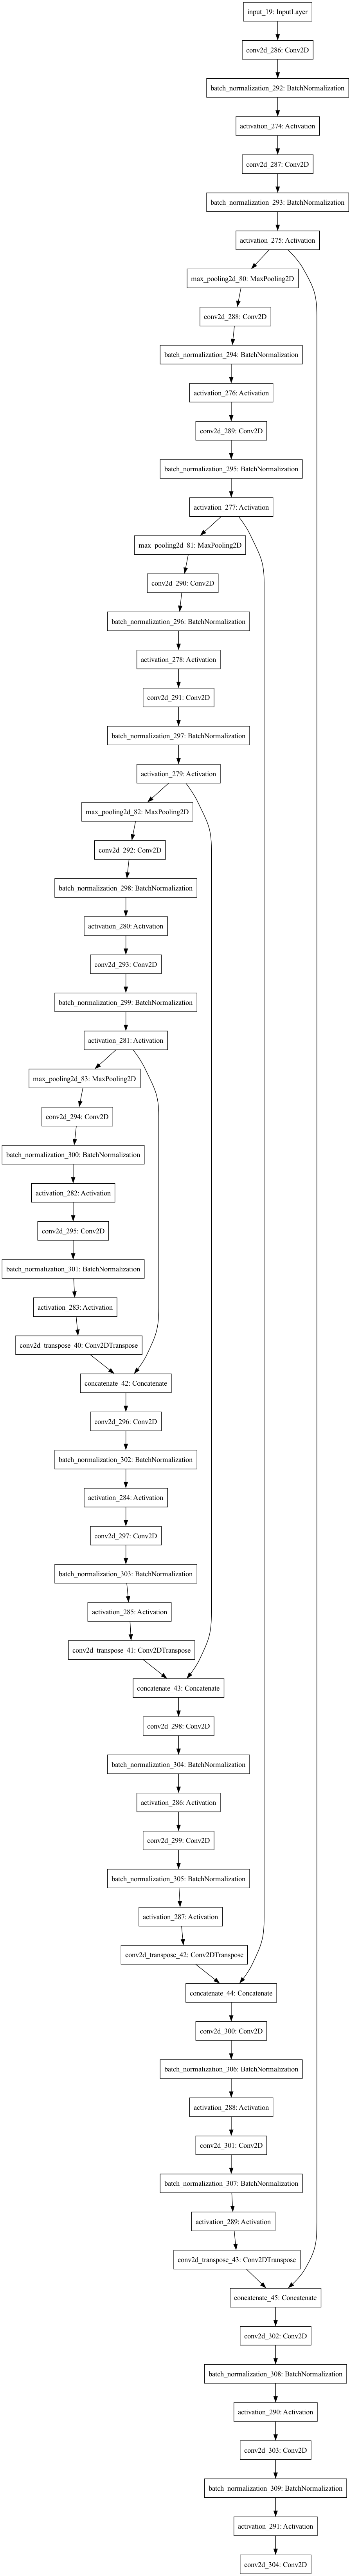 input_19: InputLayer
conv2d_286: Conv2D
batch_normalization_292: BatchNormalization
activation_274: Activation
conv2d_287: Conv2D
batch_normalization_293: BatchNormalization
activation_275: Activation
max_pooling2d_80: MaxPooling2D
conv2d_288: Conv2D
batch_normalization_294: BatchNormalization
activation_276: Activation
conv2d_289: Conv2D
batch_normalization_295: BatchNormalization
activation_277: Activation
max_pooling2d_81: MaxPooling2D
conv2d_290: Conv2D
batch_normalization_296: BatchNormalization
activation_278: Activation
conv2d_291: Conv2D
batch_normalization_297: BatchNormalization
activation_279: Activation
max_pooling2d_82: MaxPooling2D
conv2d_292: Conv2D
batch_normalization_298: BatchNormalization
activation_280: Activation
conv2d_293: Conv2D
batch_normalization_299: BatchNormalization
activation_281: Activation
max_pooling2d_83: MaxPooling2D
conv2d_294: Conv2D
batch_normalization_300: BatchNormalization
activation_282: Activation
conv2d_295: Conv2D
batch_normalization_301: BatchNormalization
activation_283: Activation
conv2d_transpose_40: Conv2DTranspose
concatenate_42: Concatenate
conv2d_296: Conv2D
batch_normalization_302: BatchNormalization
activation_284: Activation
conv2d_297: Conv2D
batch_normalization_303: BatchNormalization
activation_285: Activation
conv2d_transpose_41: Conv2DTranspose
concatenate_43: Concatenate
conv2d_298: Conv2D
batch_normalization_304: BatchNormalization
activation_286: Activation
conv2d_299: Conv2D
batch_normalization_305: BatchNormalization
activation_287: Activation
conv2d_transpose_42: Conv2DTranspose
concatenate_44: Concatenate
conv2d_300: Conv2D
batch_normalization_306: BatchNormalization
activation_288: Activation
conv2d_301: Conv2D
batch_normalization_307: BatchNormalization
activation_289: Activation
conv2d_transpose_43: Conv2DTranspose
concatenate_45: Concatenate
conv2d_302: Conv2D
batch_normalization_308: BatchNormalization
activation_290: Activation
conv2d_303: Conv2D
batch_normalization_309: BatchNormalization
activation_291: Activation
conv2d_304: Conv2D